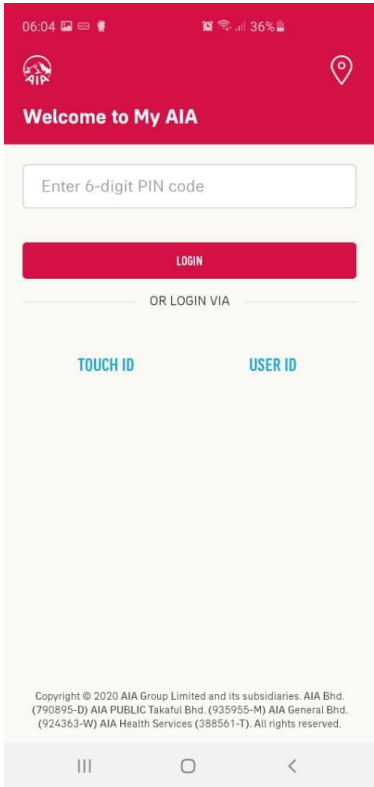 06:04 36%
AIA
Welcome to My AIA
Enter 6-digit PIN code
LOGIN
OR LOGIN VIA
TOUCH ID USER ID
Copyright © 2020 AIA Group Limited and its subsidiaries. AIA Bhd.
(790895-D) AIA PUBLIC Takaful Bhd. (935955-M) AIA General Bhd.
(924363-W) AIA Health Services (388561-T). All rights reserved.